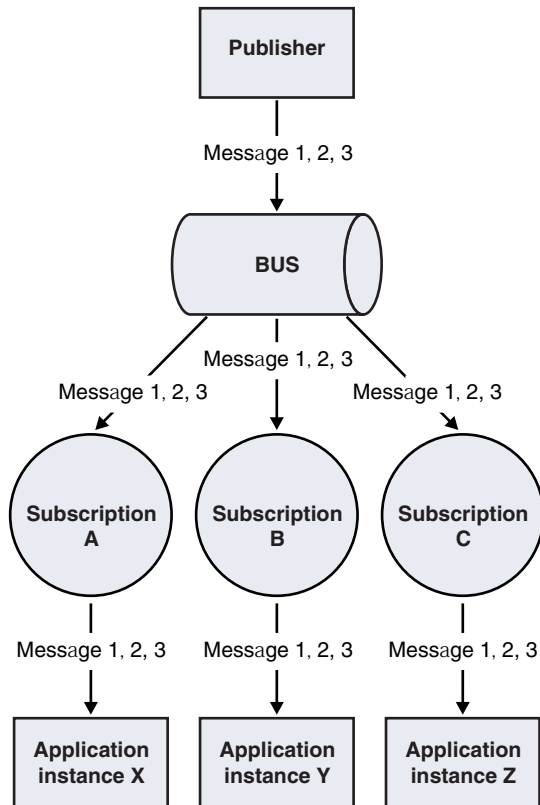 Publisher
Message 1, 2, 3
BUS
Message 1, 2, 3
Message 1, 2, 3
Message 1, 2, 3
Subscription
A
Subscription
B
Subscription
C
Message 1, 2, 3
Message 1, 2, 3
Message 1, 2, 3
Application
instance X
Application
instance Y
Application
instance Z